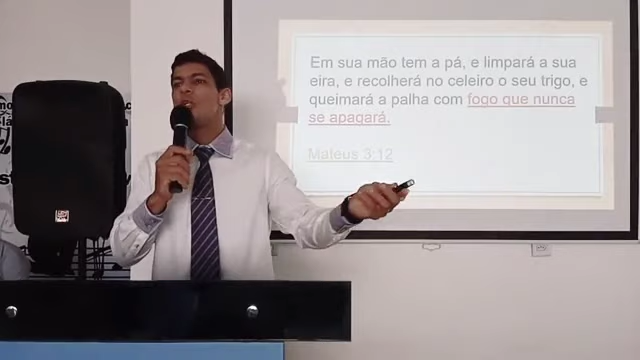 Em sua mão tem a pá, e limpará a sua
eira, e recolherá no celeiro o seu trigo, e
queimará a palha com fogo que nunca
se apagará.
Mateus 3:12